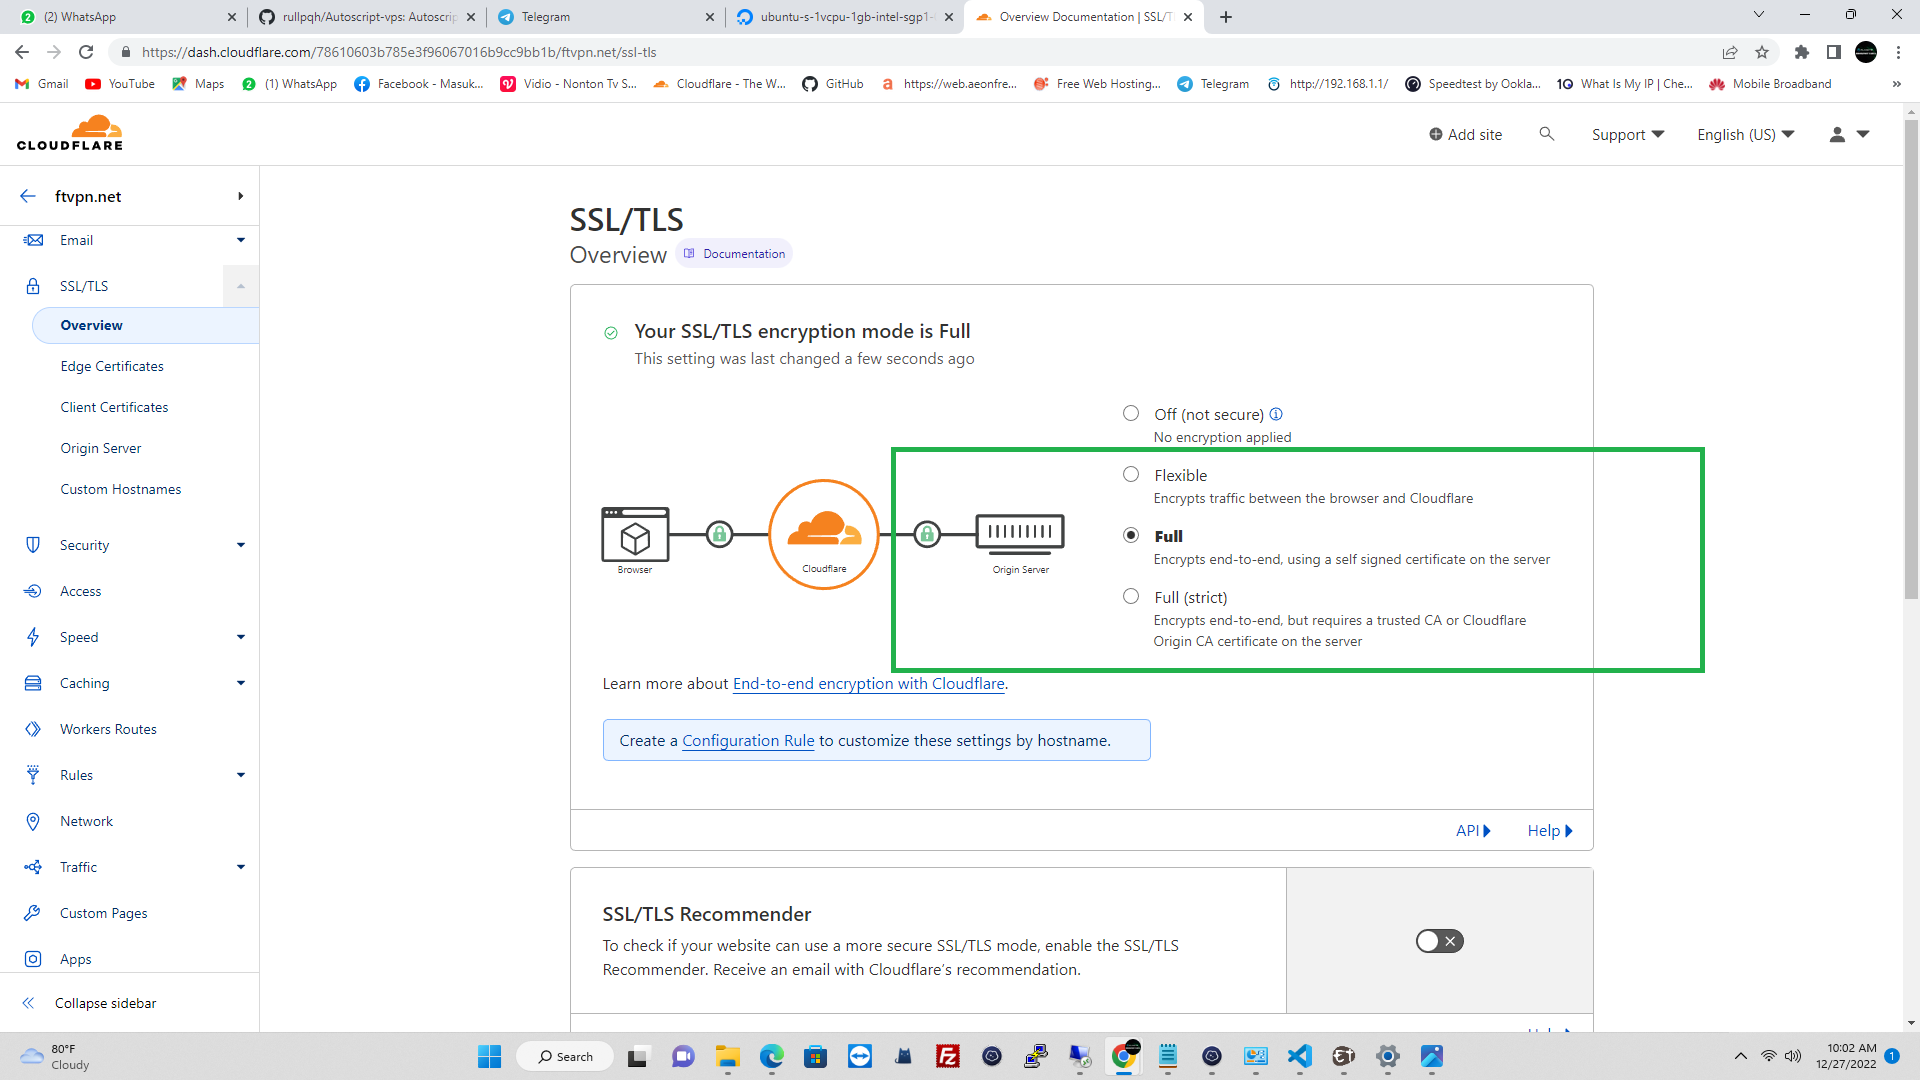 (2) WhatsApp
rullpqh/Autoscript-vps: Autoscrip
Telegram
ubuntu-s-1vcpu-1gb-intel-sgp1-
Overview Documentation | SSL/T
https://dash.cloudflare.com/78610603b785e3f96067016b9cc9bb1b/ftvpn.net/ssl-tls
Gmail
YouTube
Maps
(1) WhatsApp
Facebook - Masuk...
Vidio - Nonton Tv S...
Cloudflare - The W...
GitHub
https://web.aeonfre...
Free Web Hosting...
Telegram
http://192.168.1.1/
Speedtest by Ookla...
What Is My IP | Che...
Mobile Broadband
CLOUDFLARE
Add site
Support
English (US)
ftvpn.net
Email
SSL/TLS
Overview
Edge Certificates
Client Certificates
Origin Server
Custom Hostnames
Security
Access
Speed
Caching
Workers Routes
Rules
Network
Traffic
Custom Pages
Apps
Collapse sidebar
SSL/TLS
Overview
Documentation
Your SSL/TLS encryption mode is Full
This setting was last changed a few seconds ago
Browser
Cloudflare
Origin Server
Off (not secure)
No encryption applied
Flexible
Encrypts traffic between the browser and Cloudflare
Full
Encrypts end-to-end, using a self signed certificate on the server
Full (strict)
Encrypts end-to-end, but requires a trusted CA or Cloudflare
Origin CA certificate on the server
Learn more about End-to-end encryption with Cloudflare.
Create a Configuration Rule to customize these settings by hostname.
API
Help
SSL/TLS Recommender
To check if your website can use a more secure SSL/TLS mode, enable the SSL/TLS
Recommender. Receive an email with Cloudflare's recommendation.
80°F
Cloudy
Search
10:02 AM
12/27/2022
1